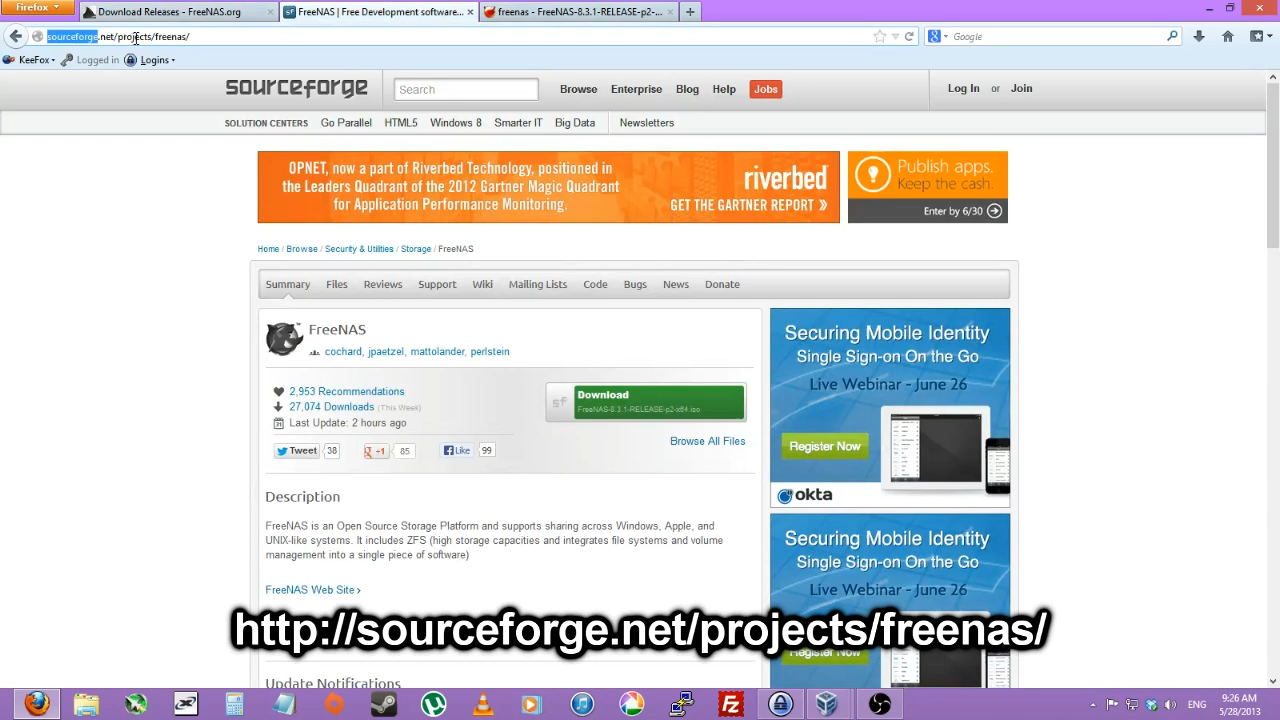 Firefox
Download Releases - FreeNAS.org
FreeNAS | Free Development software...
freenas - FreeNAS-8.3.1-RELEASE-p2-...
sourceforge.net/projects/freenas/
Google
KeeFox
Logged in
Logins
sourceforge
Search
Browse
Enterprise
Blog
Help
Jobs
Log In or Join
SOLUTION CENTERS
Go Parallel
HTML5
Windows 8
Smarter IT
Big Data
Newsletters
OPNET, now a part of Riverbed Technology, positioned in
the Leaders Quadrant of the 2012 Gartner Magic Quadrant
for Application Performance Monitoring.
riverbed
GET THE GARTNER REPORT »
Publish apps.
Keep the cash.
Enter by 6/30
Home / Browse / Security & Utilities / Storage / FreeNAS
Summary
Files
Reviews
Support
Wiki
Mailing Lists
Code
Bugs
News
Donate
FreeNAS
cochard, jpaetzel, mattolander, perlstein
2,953 Recommendations
27,074 Downloads (This Week)
Last Update: 2 hours ago
sf
Download
FreeNAS-8.3.1-RELEASE-p2-x64.iso
Browse All Files
Tweet 38
+1 85
Like 99
Description
FreeNAS is an Open Source Storage Platform and supports sharing across Windows, Apple, and
UNIX-like systems. It includes ZFS (high storage capacities and integrates file systems and volume
management into a single piece of software)
FreeNAS Web Site ›
Update Notifications
Securing Mobile Identity
Single Sign-on On the Go
Live Webinar - June 26
Register Now
okta
Securing Mobile Identity
Single Sign-on On the Go
Live Webinar - June 26
Register Now
http://sourceforge.net/projects/freenas/
ENG
9:26 AM
5/28/2013